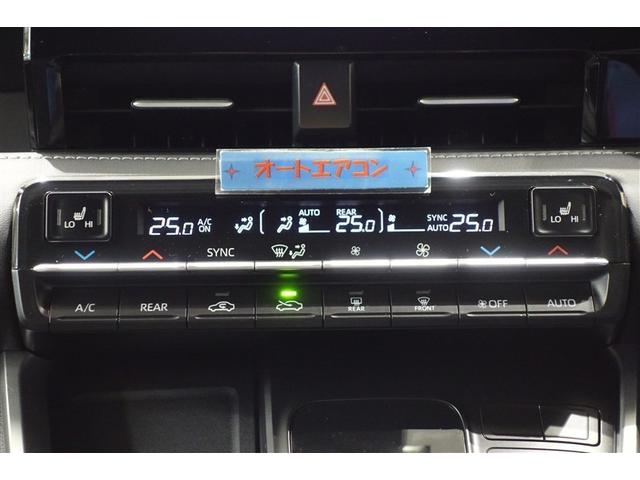 オートエアコン
LO HI
25.0 A/C ON
AUTO
REAR 25.0
SYNC AUTO 25.0
LO HI
SYNC
A/C
REAR
REAR
FRONT
OFF
AUTO